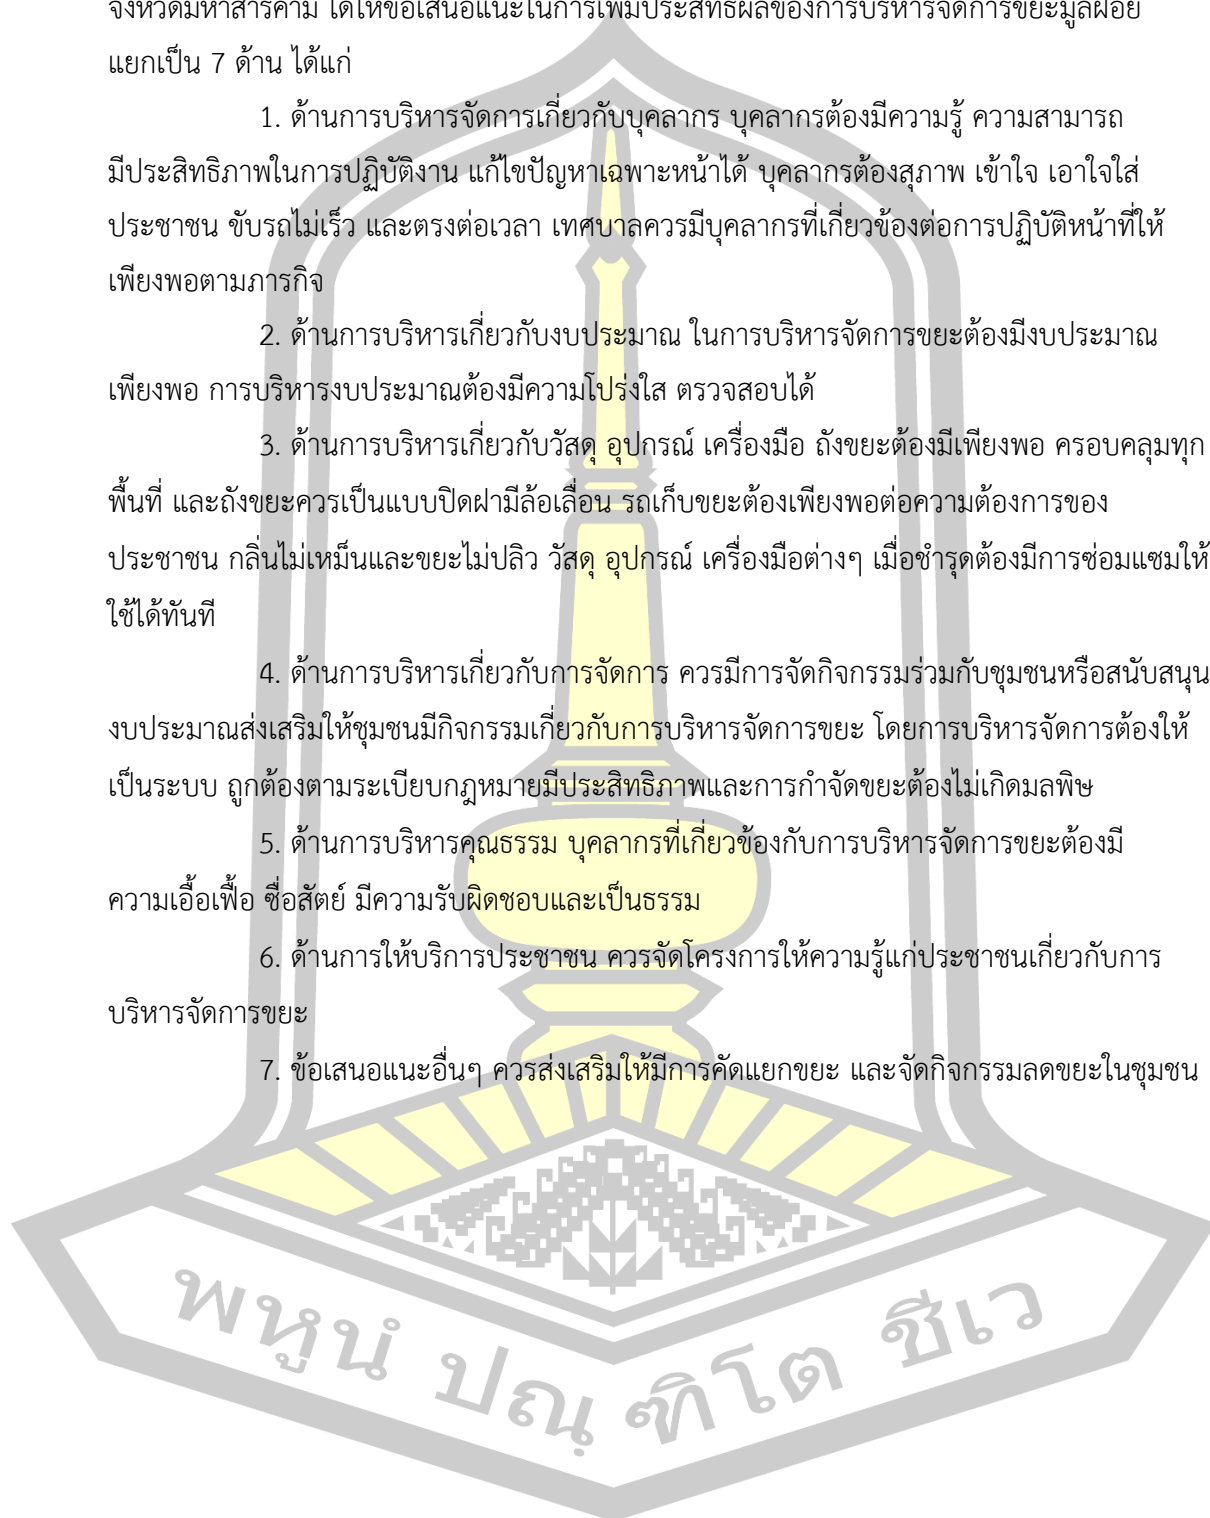 จังหวัดมหาสารคาม ได้ให้ข้อเสนอแนะในการเพิ่มประสิทธิผลของการบริหารจัดการขยะมูลฝอย
แยกเป็น 7 ด้าน ได้แก่
1. ด้านการบริหารจัดการเกี่ยวกับบุคลากร บุคลากรต้องมีความรู้ ความสามารถ
มีประสิทธิภาพในการปฏิบัติงาน แก้ไขปัญหาเฉพาะหน้าได้ บุคลากรต้องสุภาพ เข้าใจ เอาใจใส่
ประชาชน ขับรถไม่เร็ว และตรงต่อเวลา เทศบาลควรมีบุคลากรที่เกี่ยวข้องต่อการปฏิบัติหน้าที่ให้
เพียงพอตามภารกิจ
2. ด้านการบริหารเกี่ยวกับงบประมาณ ในการบริหารจัดการขยะต้องมีงบประมาณ
เพียงพอ การบริหารงบประมาณต้องมีความโปร่งใส ตรวจสอบได้
3. ด้านการบริหารเกี่ยวกับวัสดุ อุปกรณ์ เครื่องมือ ถังขยะต้องมีเพียงพอ ครอบคลุมทุก
พื้นที่ และถังขยะควรเป็นแบบปิดฝามีล้อเลื่อน รถเก็บขยะต้องเพียงพอต่อความต้องการของ
ประชาชน กลิ่นไม่เหม็นและขยะไม่ปลิว วัสดุ อุปกรณ์ เครื่องมือต่างๆ เมื่อชำรุดต้องมีการซ่อมแซมให้
ใช้ได้ทันที
4. ด้านการบริหารเกี่ยวกับการจัดการ ควรมีการจัดกิจกรรมร่วมกับชุมชนหรือสนับสนุน
งบประมาณส่งเสริมให้ชุมชนมีกิจกรรมเกี่ยวกับการบริหารจัดการขยะ โดยการบริหารจัดการต้องให้
เป็นระบบ ถูกต้องตามระเบียบกฎหมายมีประสิทธิภาพและการกำจัดขยะต้องไม่เกิดมลพิษ
5. ด้านการบริหารคุณธรรม บุคลากรที่เกี่ยวข้องกับการบริหารจัดการขยะต้องมี
ความเอื้อเฟื้อ ซื่อสัตย์ มีความรับผิดชอบและเป็นธรรม
6. ด้านการให้บริการประชาชน ควรจัดโครงการให้ความรู้แก่ประชาชนเกี่ยวกับการ
บริหารจัดการขยะ
7. ข้อเสนอแนะอื่นๆ ควรส่งเสริมให้มีการคัดแยกขยะ และจัดกิจกรรมลดขยะในชุมชน
พหูนํ ปณฺฑิโต ชีเว